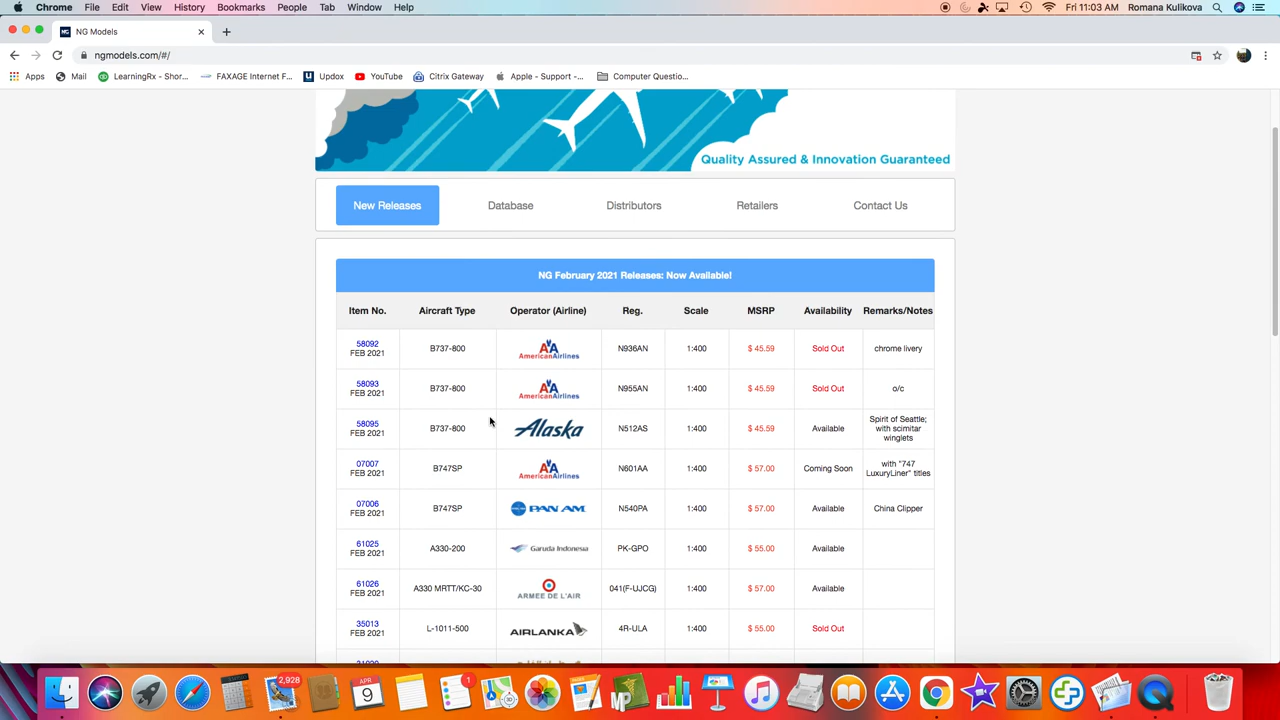 Chrome File Edit View History Bookmarks People Tab Window Help Fri 11:03 AM Romana Kulikova
NG Models
ngmodels.com/#/
Apps Mail LearningRx - Shor... FAXAGE Internet F... Updox YouTube Citrix Gateway Apple - Support -... Computer Questio...
Quality Assured & Innovation Guaranteed
New Releases Database Distributors Retailers Contact Us
NG February 2021 Releases: Now Available!
Item No. Aircraft Type Operator (Airline) Reg. Scale MSRP Availability Remarks/Notes
58092
FEB 2021 B737-800 AmericanAirlines N936AN 1:400 $ 45.59 Sold Out chrome livery
58093
FEB 2021 B737-800 AmericanAirlines N955AN 1:400 $ 45.59 Sold Out o/c
58095
FEB 2021 B737-800 Alaska N512AS 1:400 $ 45.59 Available Spirit of Seattle;
with scimitar
winglets
07007
FEB 2021 B747SP AmericanAirlines N601AA 1:400 $ 57.00 Coming Soon with "747
LuxuryLiner" titles
07006
FEB 2021 B747SP PAN AM N540PA 1:400 $ 57.00 Available China Clipper
61025
FEB 2021 A330-200 Garuda Indonesia PK-GPO 1:400 $ 55.00 Available
61026
FEB 2021 A330 MRTT/KC-30 ARMEE DE L'AIR 041(F-UJCG) 1:400 $ 57.00 Available
35013
FEB 2021 L-1011-500 AIRLANKA 4R-ULA 1:400 $ 55.00 Sold Out
2,928
APR
9
1